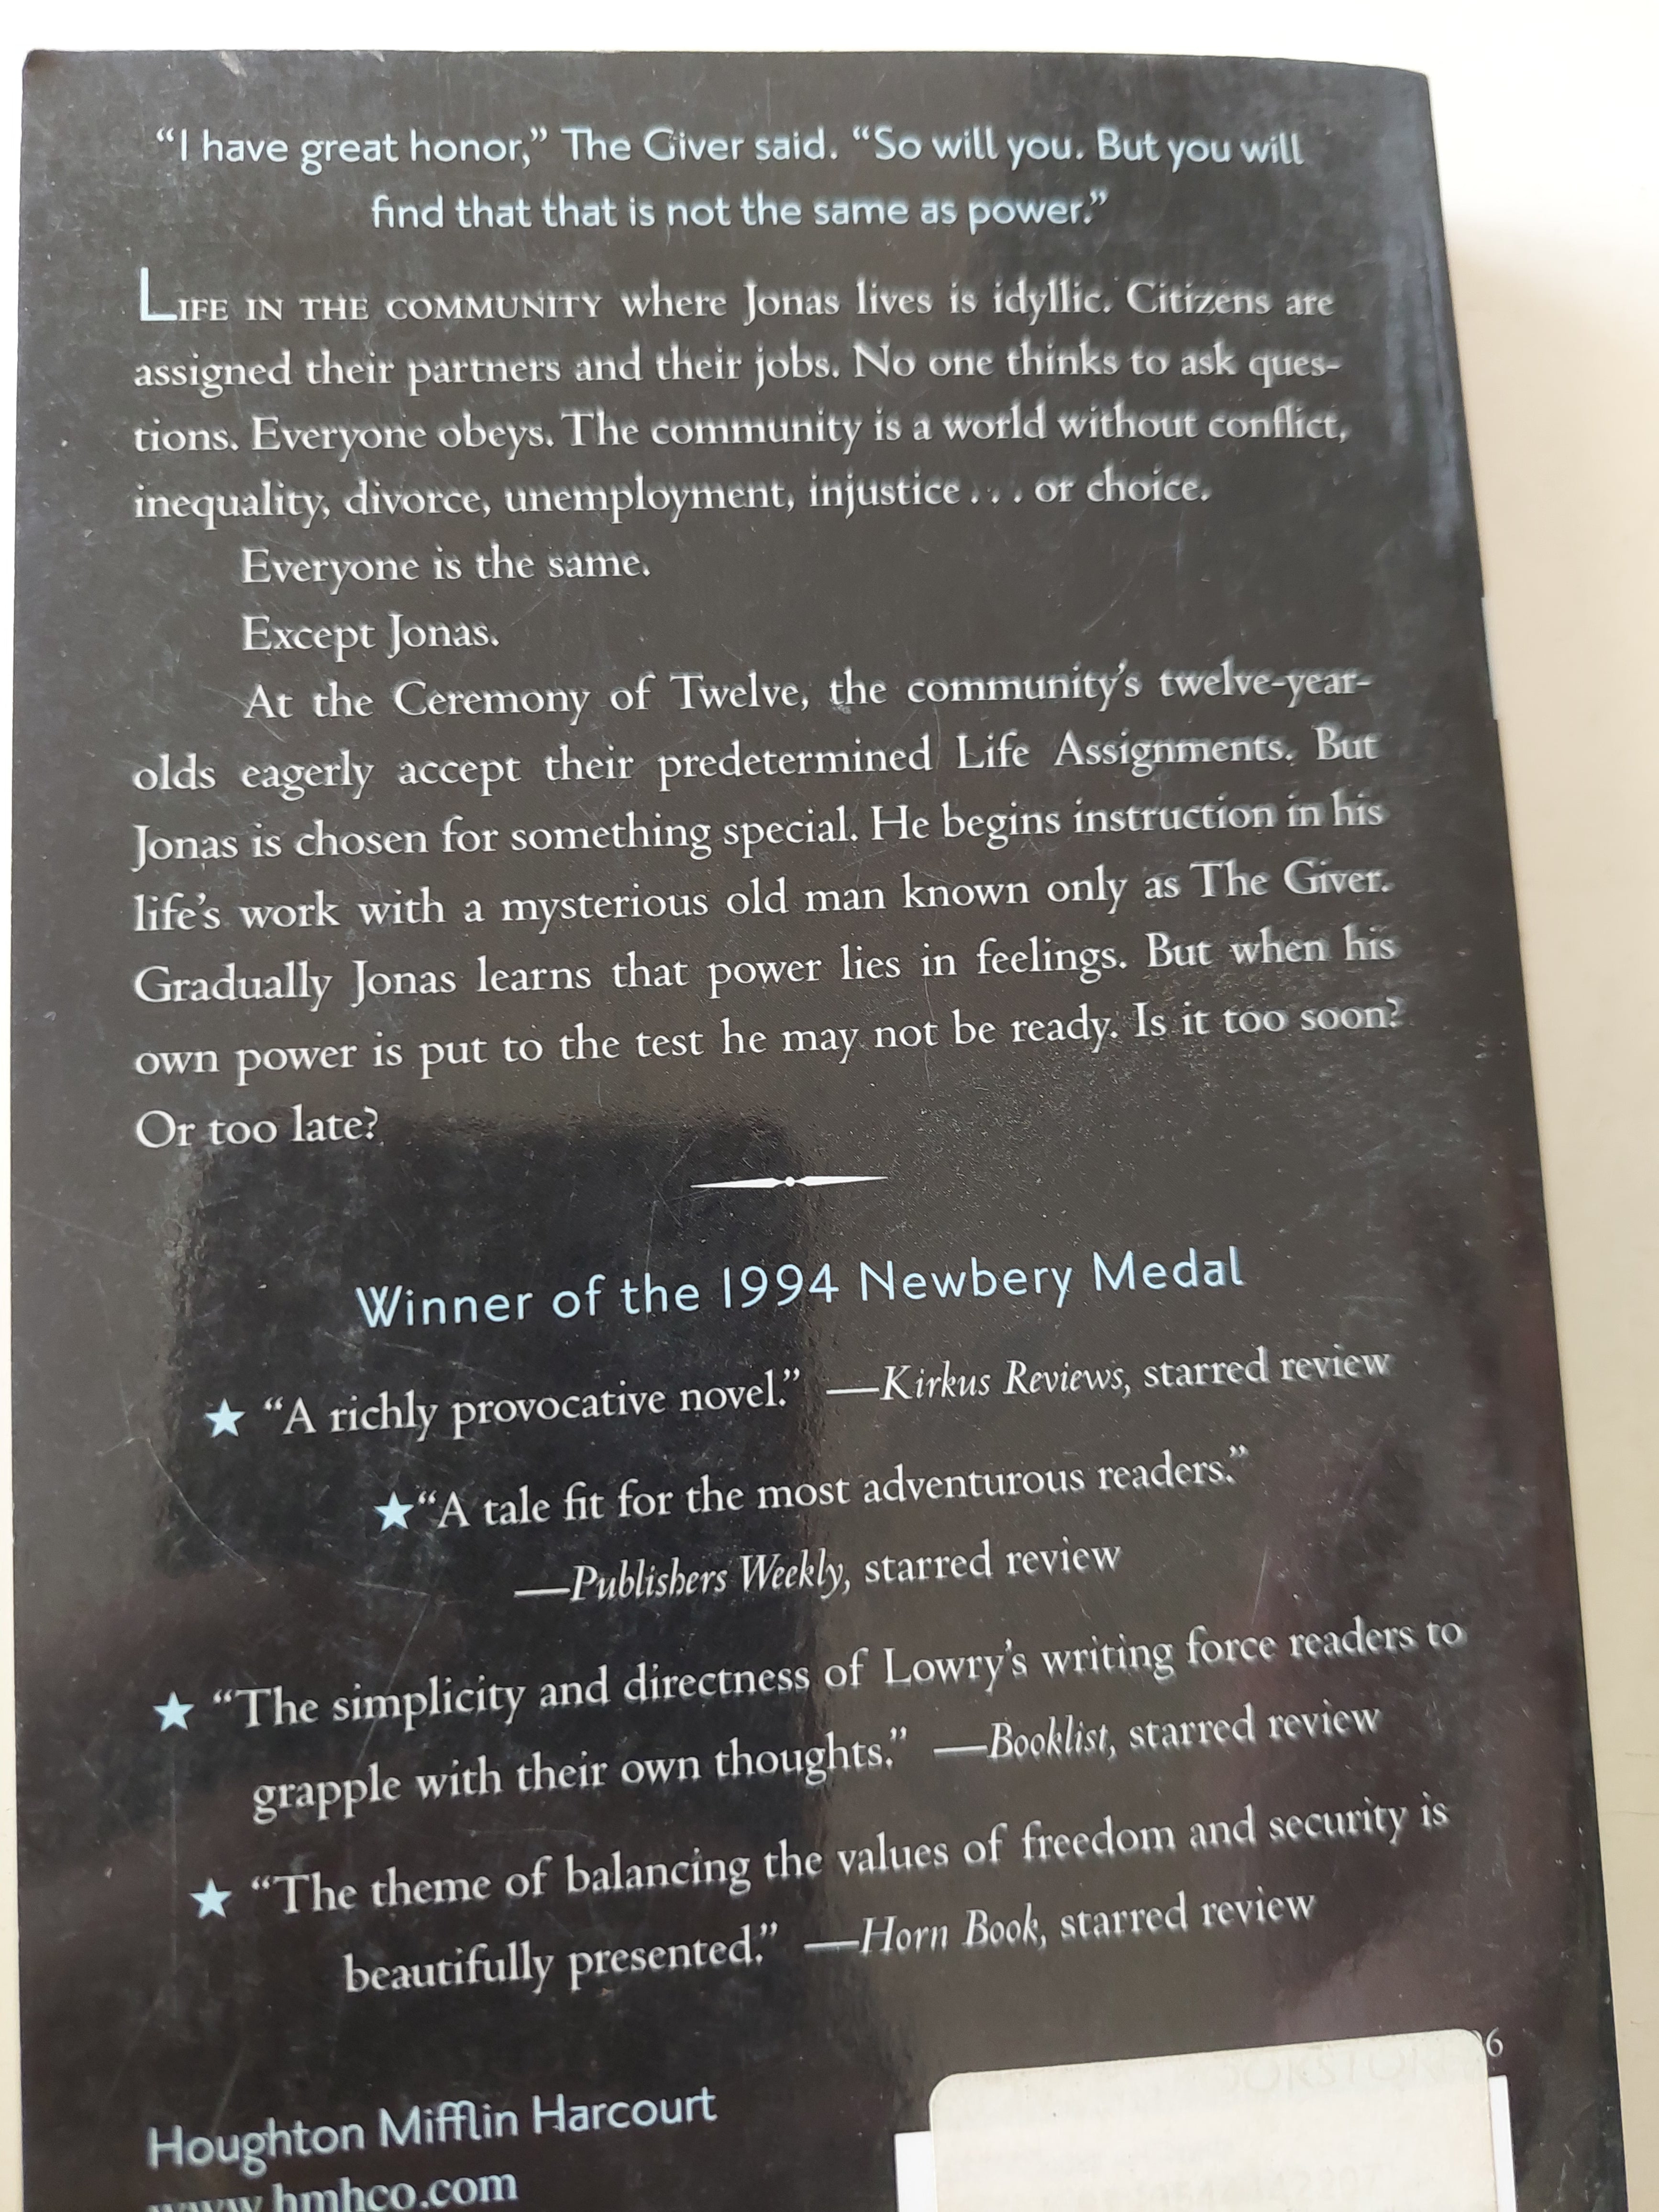 “I have great honor,” The Giver said. “So will you. But you will
find that that is not the same as power.”
LIFE IN THE COMMUNITY where Jonas lives is idyllic. Citizens are
assigned their partners and their jobs. No one thinks to ask ques-
tions. Everyone obeys. The community is a world without conflict,
inequality, divorce, unemployment, injustice . . . or choice.
Everyone is the same.
Except Jonas.
At the Ceremony of Twelve, the community’s twelve-year-
olds eagerly accept their predetermined Life Assignments. But
Jonas is chosen for something special. He begins instruction in his
life’s work with a mysterious old man known only as The Giver.
Gradually Jonas learns that power lies in feelings. But when his
own power is put to the test he may not be ready. Is it too soon?
Or too late?
Winner of the 1994 Newbery Medal
★ “A richly provocative novel.” —Kirkus Reviews, starred review
★ “A tale fit for the most adventurous readers.”
—Publishers Weekly, starred review
★ “The simplicity and directness of Lowry’s writing force readers to
grapple with their own thoughts.” —Booklist, starred review
★ “The theme of balancing the values of freedom and security is
beautifully presented.” —Horn Book, starred review
Houghton Mifflin Harcourt
www.hmhco.com